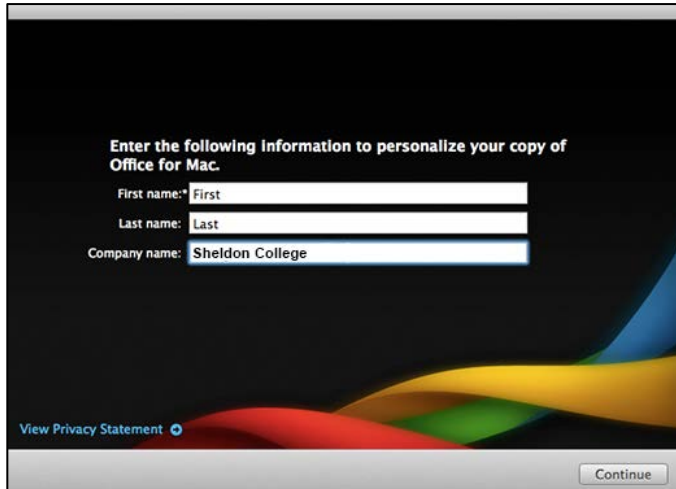 Enter the following information to personalize your copy of
Office for Mac.
First name:* First
Last name: Last
Company name: Sheldon College
View Privacy Statement
Continue